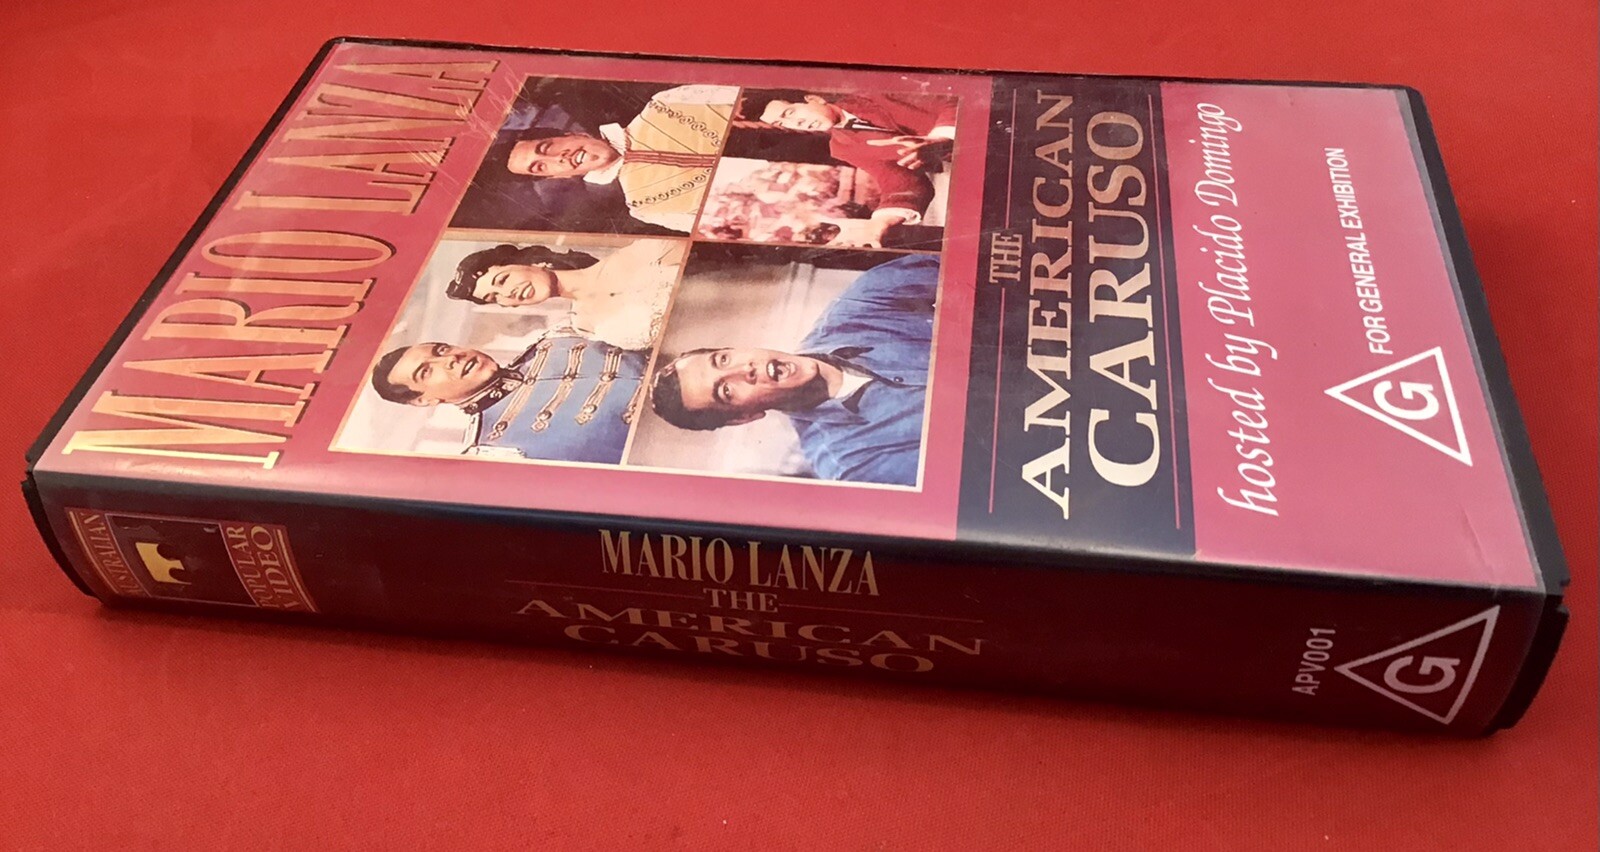 MARIO LANZA
THE
AMERICAN
CARUSO
hosted by Placido Domingo
G
FOR GENERAL EXHIBITION
AUSTRALIAN
POPULAR
VIDEO
MARIO LANZA
THE
AMERICAN
CARUSO
APV001
G